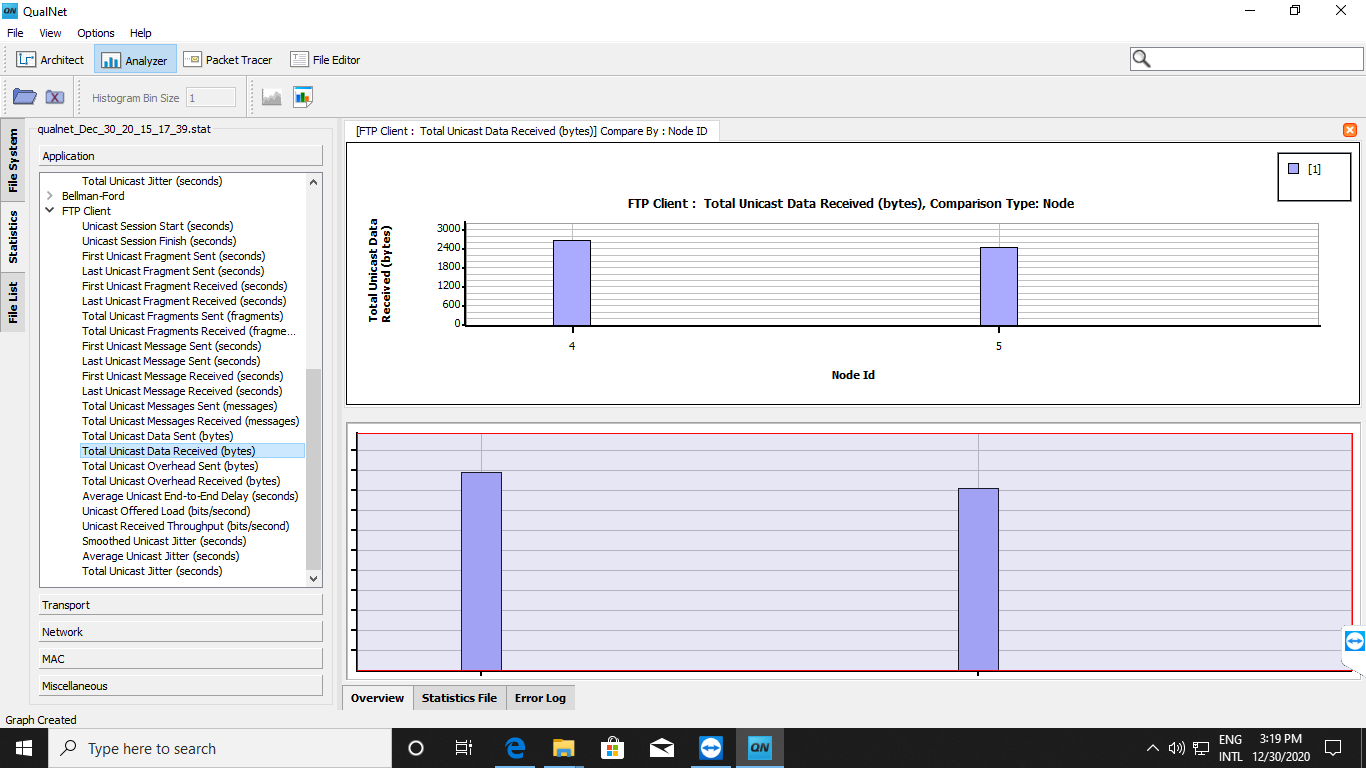 QN QualNet
File View Options Help
Architect Analyzer Packet Tracer File Editor
Histogram Bin Size 1
File System
Statistics
File List
qualnet_Dec_30_20_15_17_39.stat
Application
Total Unicast Jitter (seconds)
Bellman-Ford
FTP Client
Unicast Session Start (seconds)
Unicast Session Finish (seconds)
First Unicast Fragment Sent (seconds)
Last Unicast Fragment Sent (seconds)
First Unicast Fragment Received (seconds)
Last Unicast Fragment Received (seconds)
Total Unicast Fragments Sent (fragments)
Total Unicast Fragments Received (fragme...
First Unicast Message Sent (seconds)
Last Unicast Message Sent (seconds)
First Unicast Message Received (seconds)
Last Unicast Message Received (seconds)
Total Unicast Messages Sent (messages)
Total Unicast Messages Received (messages)
Total Unicast Data Sent (bytes)
Total Unicast Data Received (bytes)
Total Unicast Overhead Sent (bytes)
Total Unicast Overhead Received (bytes)
Average Unicast End-to-End Delay (seconds)
Unicast Offered Load (bits/second)
Unicast Received Throughput (bits/second)
Smoothed Unicast Jitter (seconds)
Average Unicast Jitter (seconds)
Total Unicast Jitter (seconds)
Transport
Network
MAC
Miscellaneous
[FTP Client : Total Unicast Data Received (bytes)] Compare By : Node ID
[1]
FTP Client : Total Unicast Data Received (bytes), Comparison Type: Node
Total Unicast Data
Received (bytes)
3000
2400
1800
1200
600
0
4 5
Node Id
Overview Statistics File Error Log
Graph Created
Type here to search
QN
ENG
INTL
3:19 PM
12/30/2020